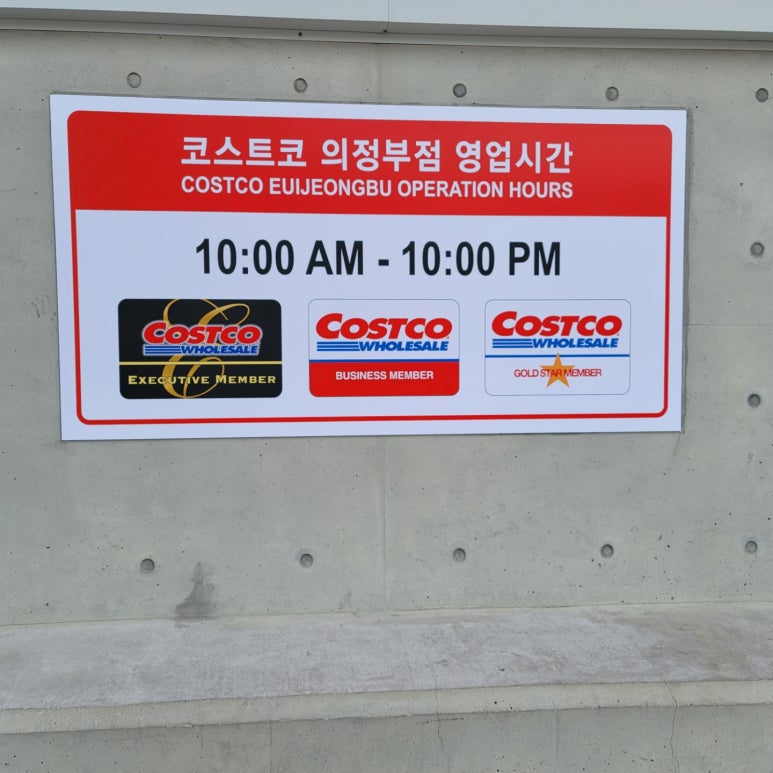 코스트코 의정부점 영업시간
COSTCO EUIJEONGBU OPERATION HOURS
10:00 AM - 10:00 PM
COSTCO
WHOLESALE
EXECUTIVE MEMBER
COSTCO
WHOLESALE
BUSINESS MEMBER
COSTCO
WHOLESALE
GOLD STAR MEMBER